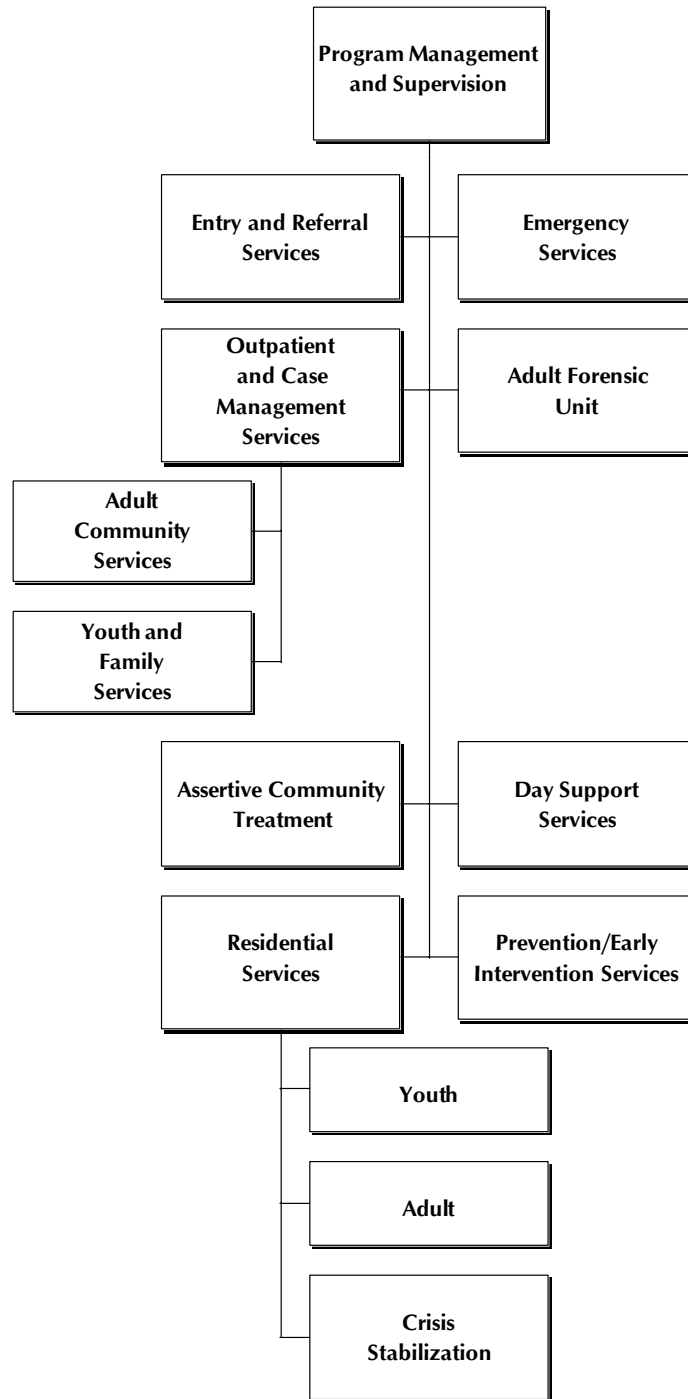 Program Management
and Supervision
Entry and Referral
Services
Emergency
Services
Outpatient
and Case
Management
Services
Adult Forensic
Unit
Adult
Community
Services
Youth and
Family
Services
Assertive Community
Treatment
Day Support
Services
Residential
Services
Prevention/Early
Intervention Services
Youth
Adult
Crisis
Stabilization